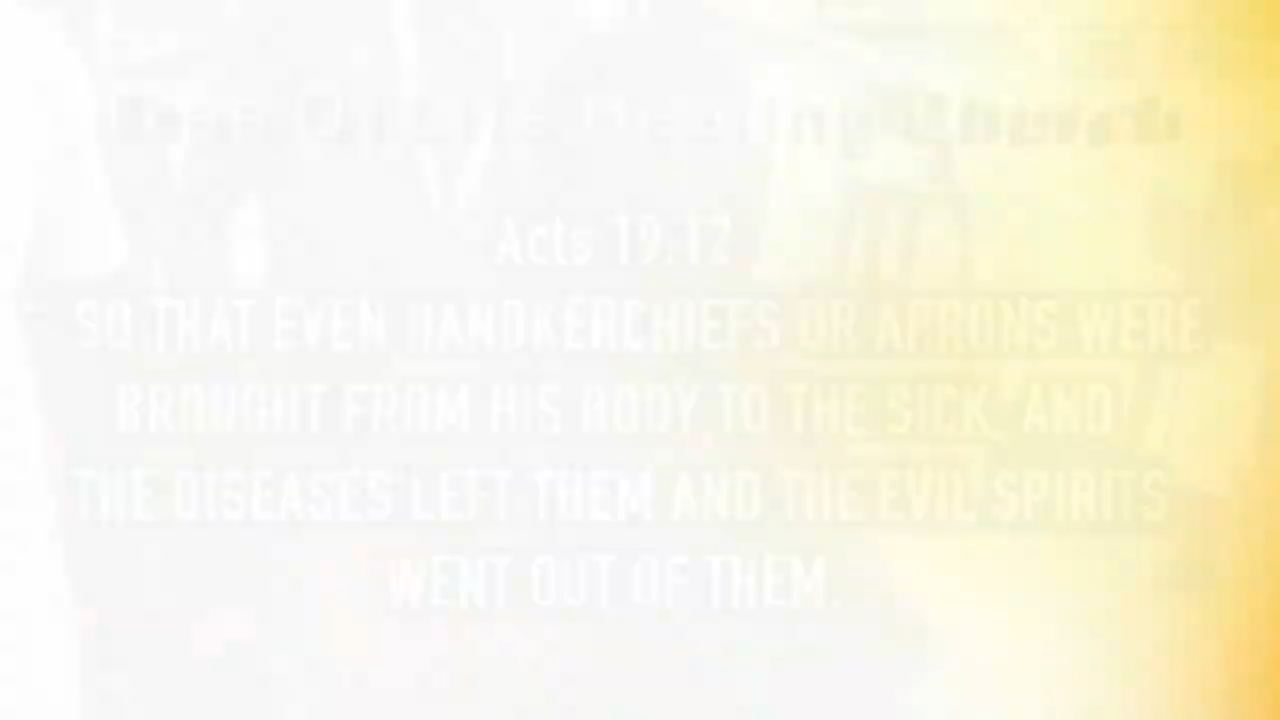 Acts 19:12
SO THAT EVEN HANDKERCHIEFS OR APRONS WERE
BROUGHT FROM HIS BODY TO THE SICK, AND
THE DISEASES LEFT THEM AND THE EVIL SPIRITS
WENT OUT OF THEM.